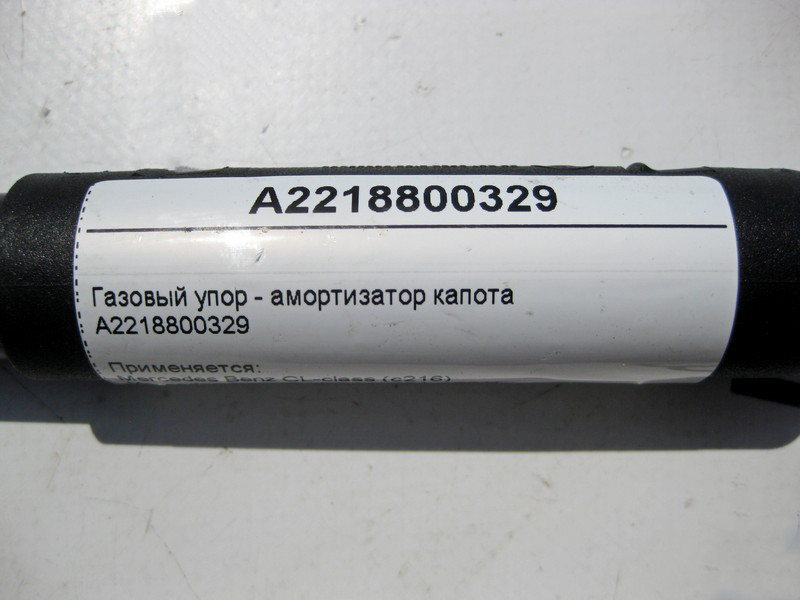 A2218800329
Газовый упор - амортизатор капота
A2218800329
Применяется:
Mercedes Benz CL-class (c216)